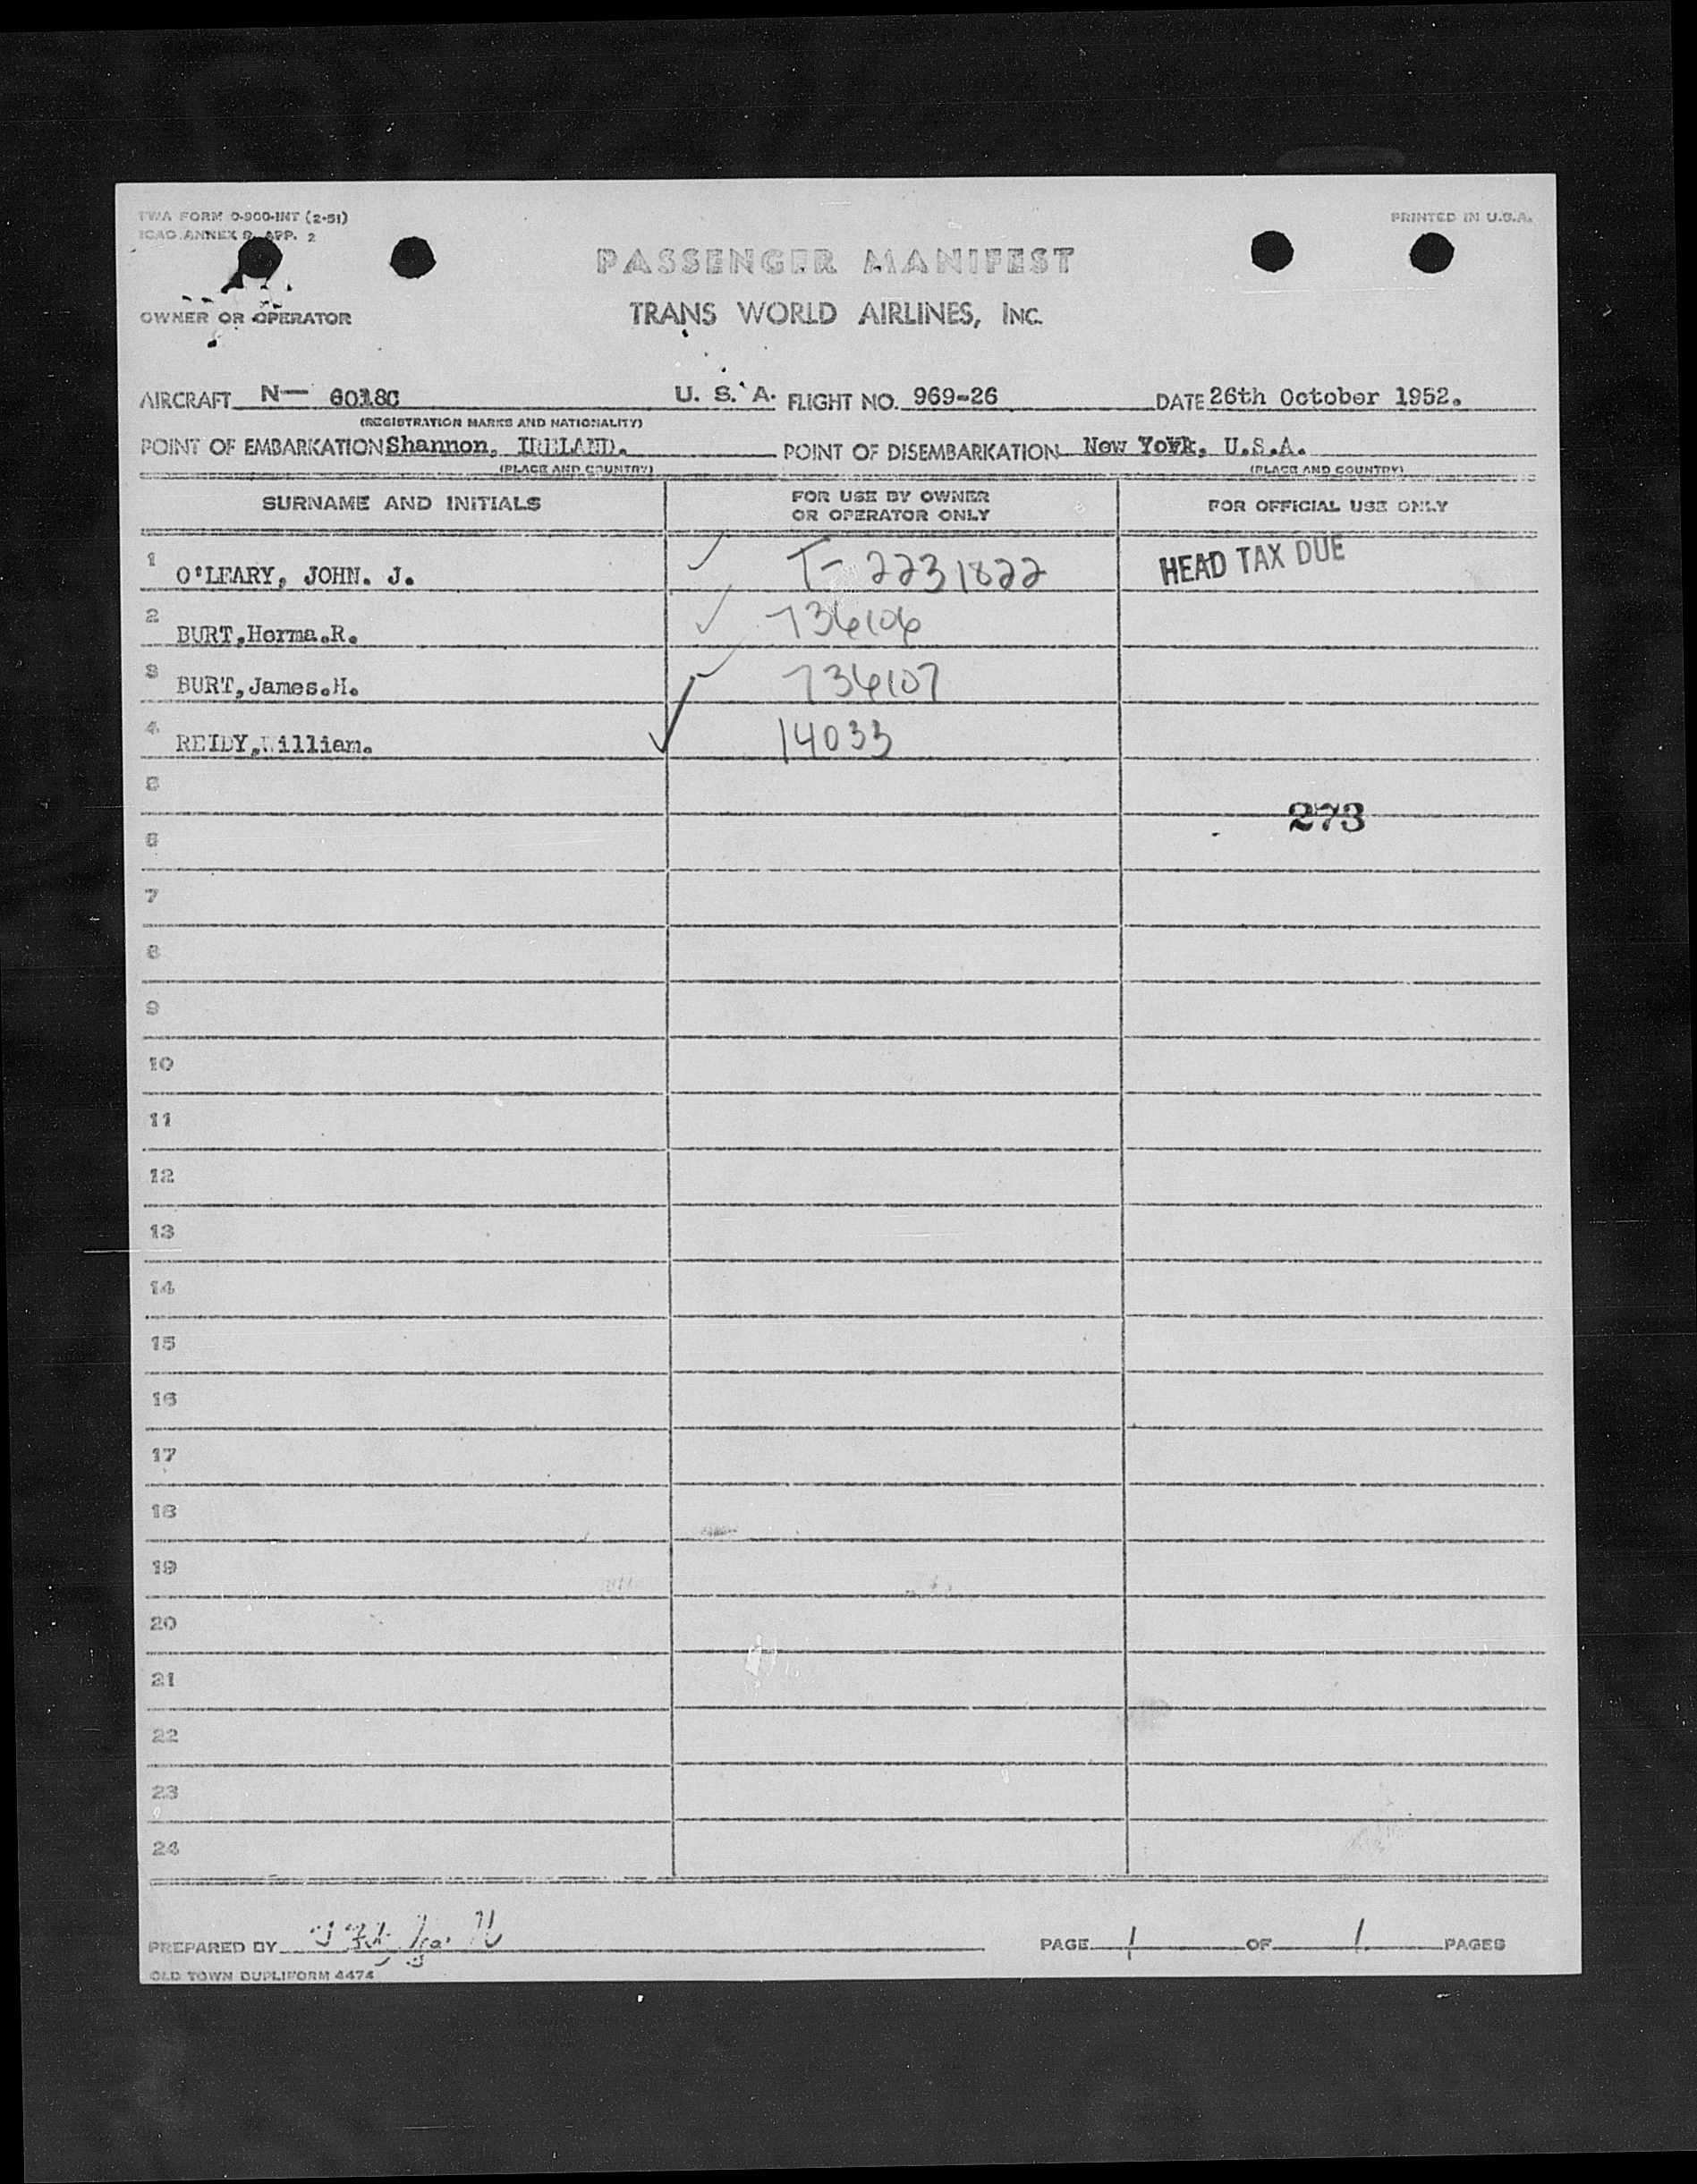 TWA FORM O-900-INT (2-51)
ICAO ANNEX 9, APP. 2
PRINTED IN U.S.A.
PASSENGER MANIFEST
OWNER OR OPERATOR
TRANS WORLD AIRLINES, INC.
AIRCRAFT N— 6018C U. S. A. FLIGHT NO. 969-26 DATE 26th October 1952.
(REGISTRATION MARKS AND NATIONALITY)
POINT OF EMBARKATION Shannon, IRELAND. POINT OF DISEMBARKATION New York, U.S.A.
(PLACE AND COUNTRY) (PLACE AND COUNTRY)
SURNAME AND INITIALS FOR USE BY OWNER OR OPERATOR ONLY FOR OFFICIAL USE ONLY
1 O'LEARY, JOHN. J. ✓ T- 2231822 HEAD TAX DUE
2 BURT,Horma.R. ✓ 736106
3 BURT,James.H. ✓ 736107
4 REIDY,William. ✓ 14033
5
273
6
7
8
9
10
11
12
13
14
15
16
17
18
19
20
21
22
23
24
PREPARED BY
PAGE 1 OF 1 PAGES
OLD TOWN DUPLIFORM 4474